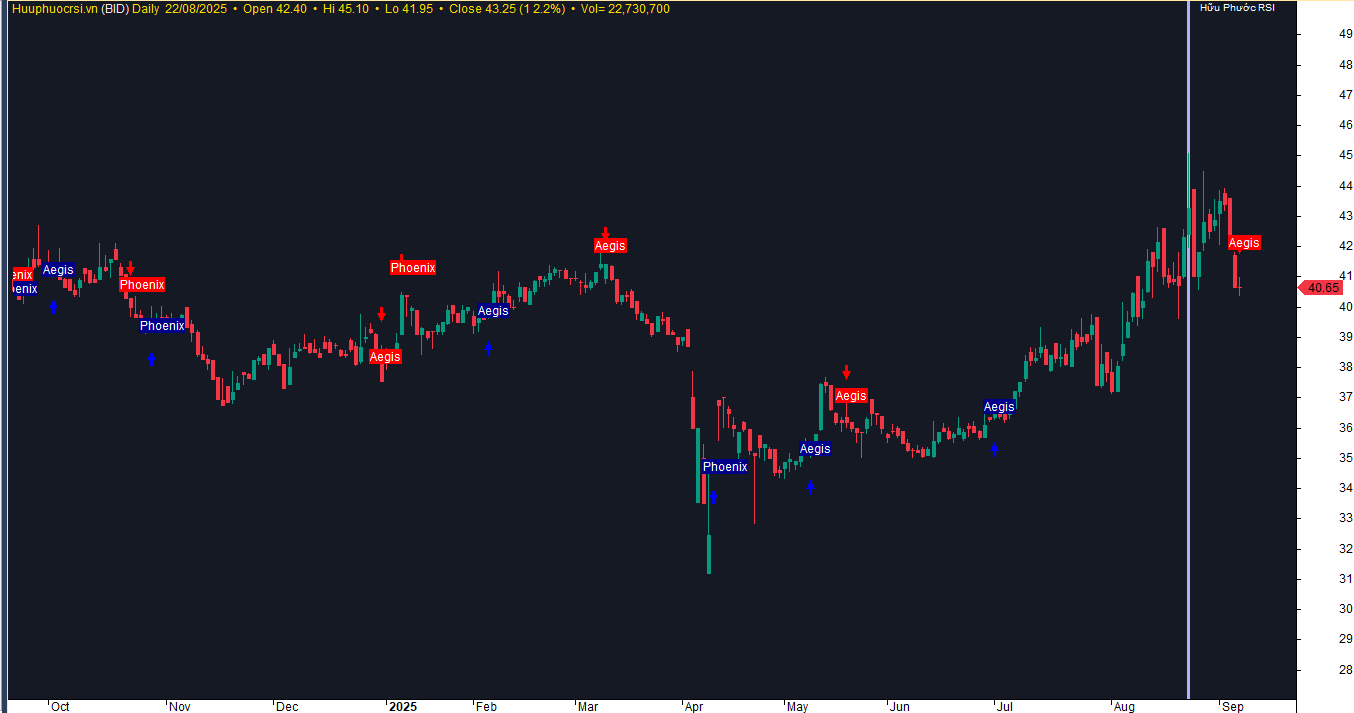 Huuphuocrsi.vn (BID) Daily 22/08/2025 • Open 42.40 • Hi 45.10 • Lo 41.95 • Close 43.25 (1 2.2%) • Vol= 22,730,700
Hữu Phước RSI
49
48
47
46
45
44
43
42
41
40.65
40
39
38
37
36
35
34
33
32
31
30
29
28
enix
enix
Aegis
Phoenix
Phoenix
Aegis
Phoenix
Aegis
Aegis
Phoenix
Aegis
Aegis
Aegis
Aegis
Oct
Nov
Dec
2025
Feb
Mar
Apr
May
Jun
Jul
Aug
Sep